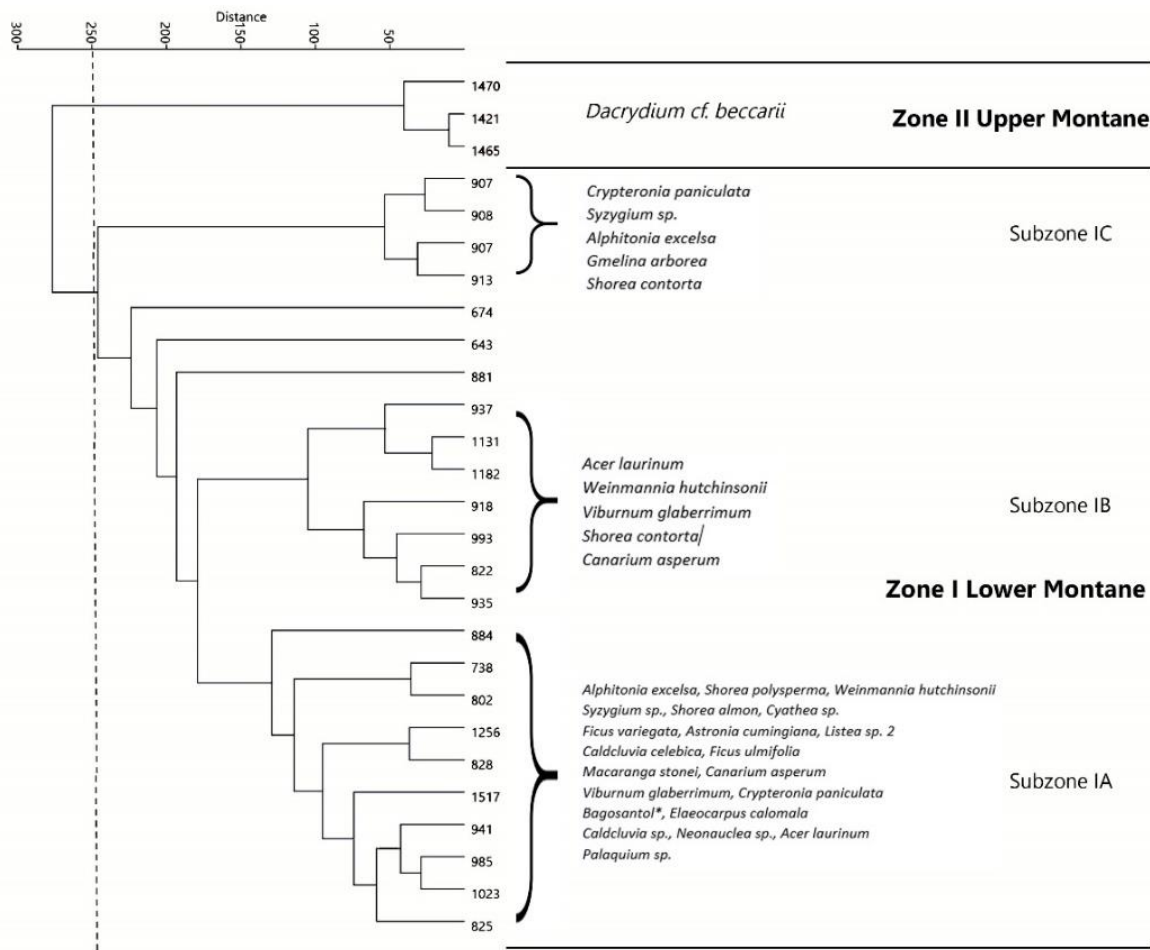 Distance
300
250
200
150
100
50
1470
Dacrydium cf. beccarii
Zone II Upper Montane
1421
1465
907
Crypteronia paniculata
Syzygium sp.
908
Alphitonia excelsa
Subzone IC
907
Gmelina arborea
913
Shorea contorta
674
643
881
937
1131
Acer laurinum
1182
Weinmannia hutchinsonii
918
Viburnum glaberrimum
Subzone IB
993
Shorea contorta/
822
Canarium asperum
935
Zone I Lower Montane
884
738
802
Alphitonia excelsa, Shorea polysperma, Weinmannia hutchinsonii
Syzygium sp., Shorea almon, Cyathea sp.
1256
Ficus variegata, Astronia cumingiana, Listea sp. 2
828
Caldcluvia celebica, Ficus ulmifolia
Macaranga stonei, Canarium asperum
Subzone IA
1517
Viburnum glaberrimum, Crypteronia paniculata
Bagosantol*, Elaeocarpus calomala
941
Caldcluvia sp., Neonauclea sp., Acer laurinum
985
Palaquium sp.
1023
825